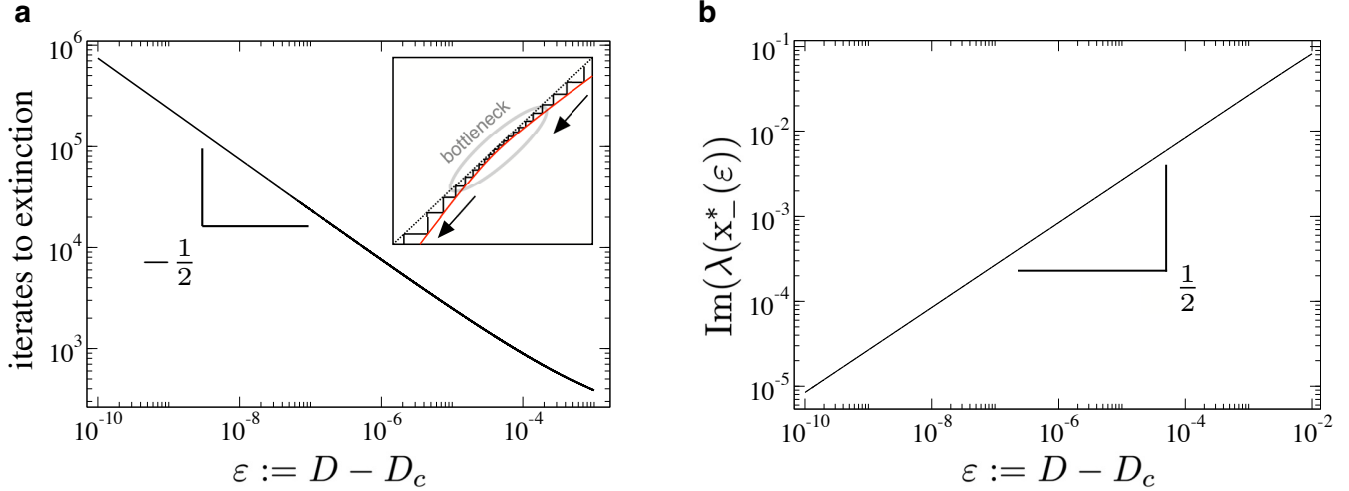 a
iterates to extinction
10^6
10^5
10^4
10^3
bottleneck
− 1/2
10^-10
10^-8
10^-6
10^-4
ε := D − D_c
b
Im(λ(x*_−(ε)))
10^-1
10^-2
10^-3
10^-4
10^-5
1/2
10^-10
10^-8
10^-6
10^-4
10^-2
ε := D − D_c